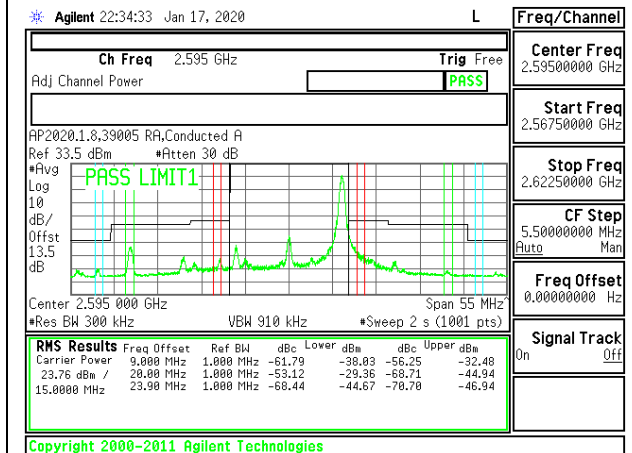 Agilent 22:34:33 Jan 17, 2020 L
Freq/Channel
Ch Freq 2.595 GHz Trig Free
Adj Channel Power PASS
Center Freq
2.59500000 GHz
Start Freq
2.56750000 GHz
Stop Freq
2.62250000 GHz
CF Step
5.50000000 MHz
Auto Man
Freq Offset
0.00000000 Hz
Signal Track
On Off
AP2020.1.8,39005 RA,Conducted A
Ref 33.5 dBm #Atten 30 dB
#Avg
Log
10
dB/
Offst
13.5
dB
PASS LIMIT1
Center 2.595 000 GHz Span 55 MHz^
#Res BW 300 kHz VBW 910 kHz #Sweep 2 s (1001 pts)
RMS Results Freq Offset Ref BW dBc Lower dBm dBc Upper dBm
Carrier Power 9.000 MHz 1.000 MHz -61.79 -38.03 -56.25 -32.48
23.76 dBm / 20.00 MHz 1.000 MHz -53.12 -29.36 -68.71 -44.94
15.0000 MHz 23.90 MHz 1.000 MHz -68.44 -44.67 -70.70 -46.94
Copyright 2000-2011 Agilent Technologies